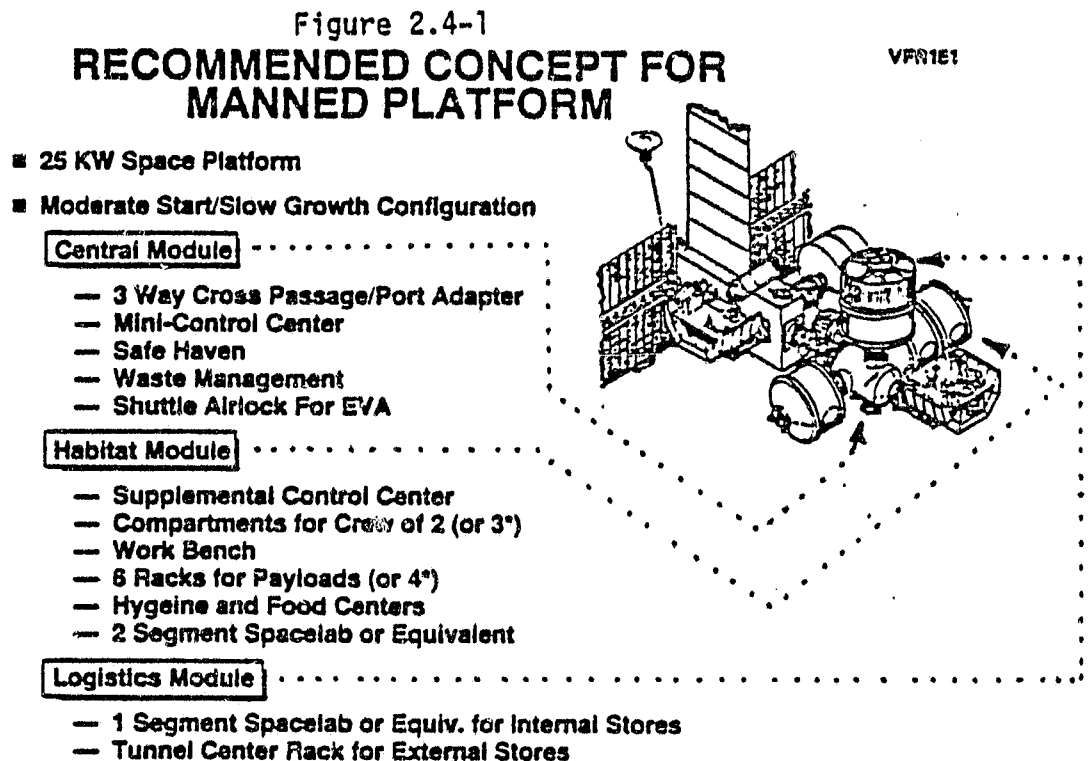 Figure 2.4-1
RECOMMENDED CONCEPT FOR
MANNED PLATFORM
■ 25 KW Space Platform
■ Moderate Start/Slow Growth Configuration
Central Module
— 3 Way Cross Passage/Port Adapter
— Mini-Control Center
— Safe Haven
— Waste Management
— Shuttle Airlock For EVA
Habitat Module
— Supplemental Control Center
— Compartments for Crew of 2 (or 3*)
— Work Bench
— 6 Racks for Payloads (or 4*)
— Hygeine and Food Centers
— 2 Segment Spacelab or Equivalent
Logistics Module
— 1 Segment Spacelab or Equiv. for Internal Stores
— Tunnel Center Rack for External Stores